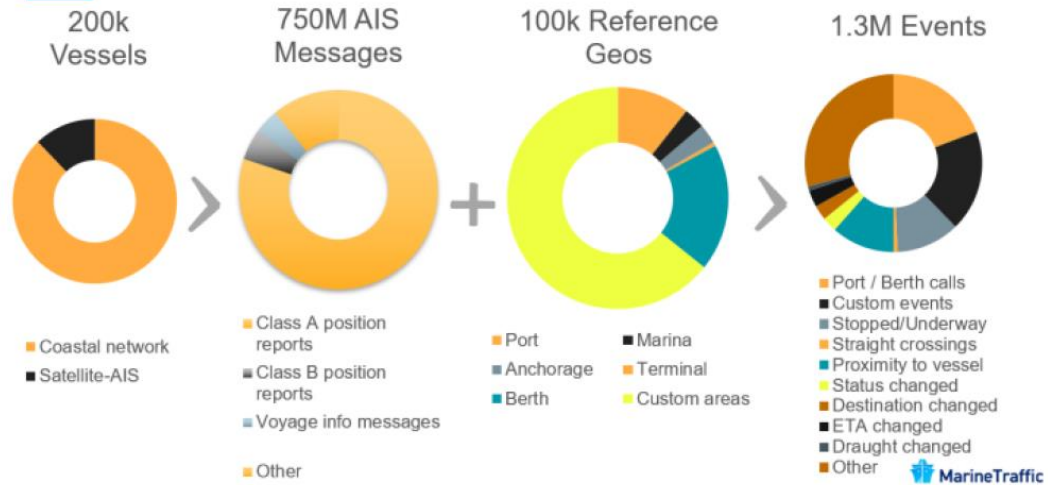 200k
Vessels
750M AIS
Messages
100k Reference
Geos
1.3M Events
Coastal network
Satellite-AIS
Class A position
reports
Class B position
reports
Voyage info messages
Other
Port
Marina
Anchorage
Terminal
Berth
Custom areas
Port / Berth calls
Custom events
Stopped/Underway
Straight crossings
Proximity to vessel
Status changed
Destination changed
ETA changed
Draught changed
Other
MarineTraffic